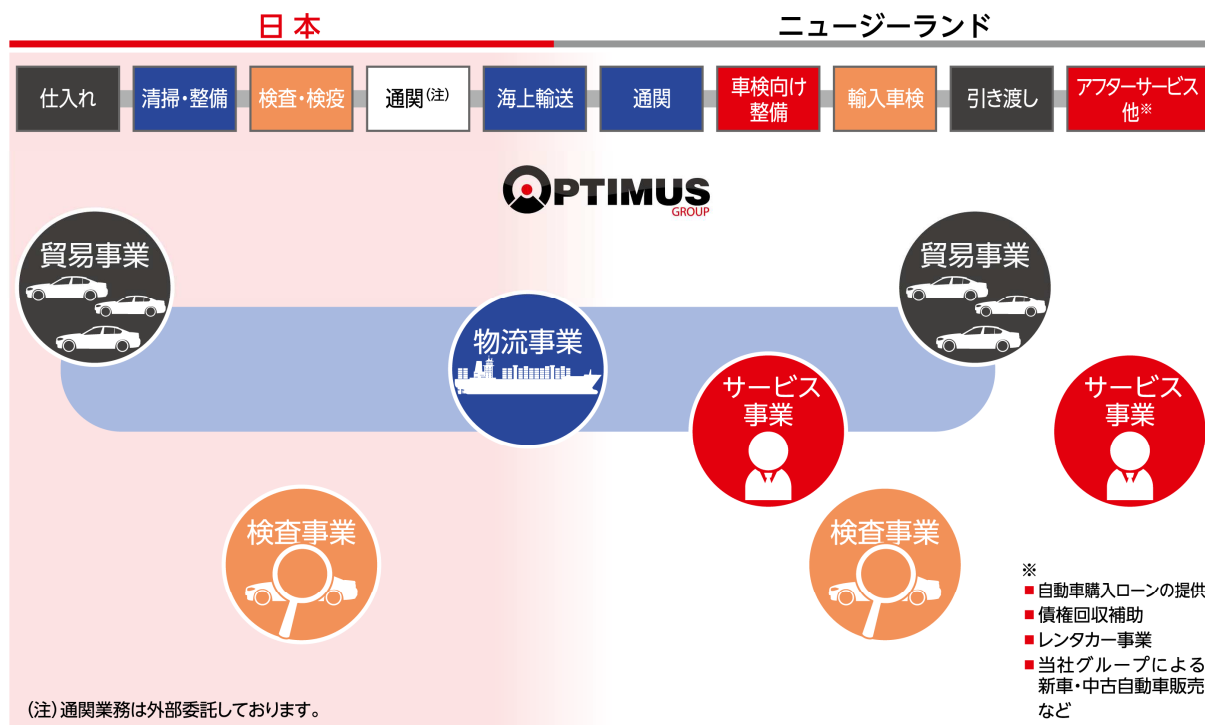 日本
ニュージーランド
仕入れ
清掃・整備
検査・検疫
通関(注)
海上輸送
通関
車検向け
整備
輸入車検
引き渡し
アフターサービス
他※
OPTIMUS
GROUP
貿易事業
貿易事業
物流事業
サービス
事業
サービス
事業
検査事業
検査事業
※
■自動車購入ローンの提供
■債権回収補助
■レンタカー事業
■当社グループによる
新車・中古自動車販売
など
(注)通関業務は外部委託しております。